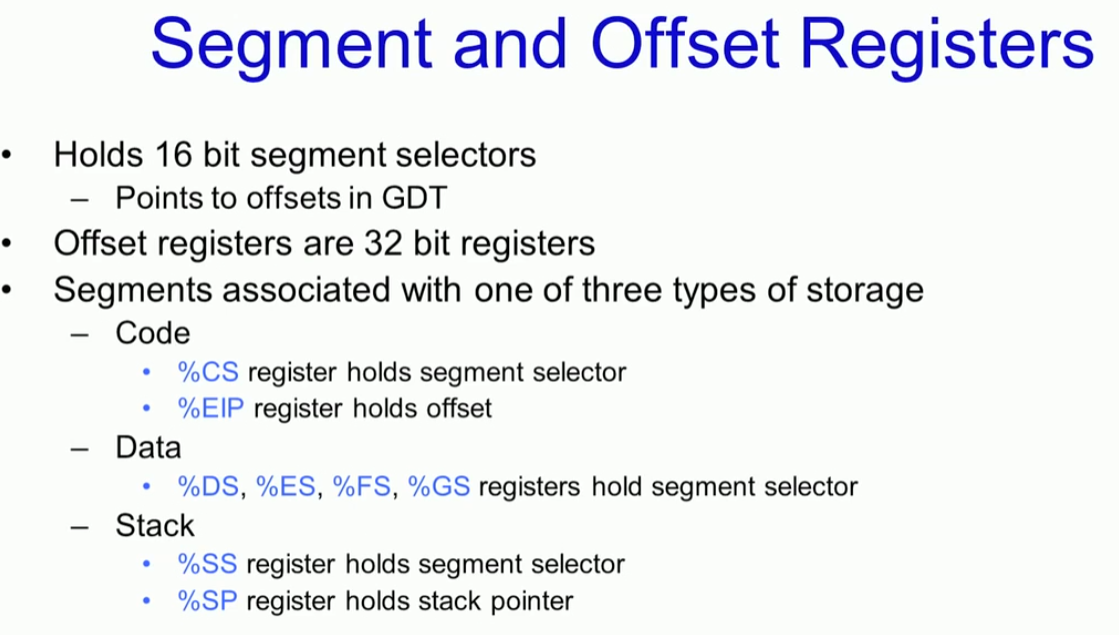 Segment and Offset Registers
• Holds 16 bit segment selectors
– Points to offsets in GDT
• Offset registers are 32 bit registers
• Segments associated with one of three types of storage
– Code
• %CS register holds segment selector
• %EIP register holds offset
– Data
• %DS, %ES, %FS, %GS registers hold segment selector
– Stack
• %SS register holds segment selector
• %SP register holds stack pointer